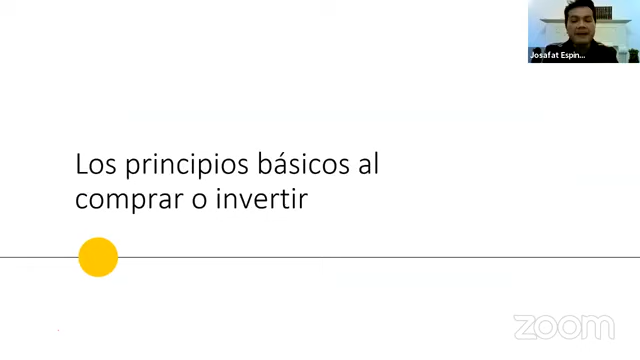 Josafat Espin...
Los principios básicos al
comprar o invertir
zoom